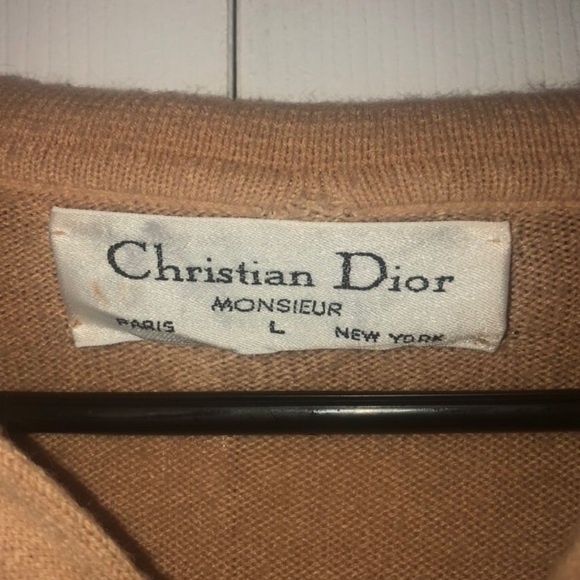 Christian Dior
MONSIEUR
PARIS L NEW YORK